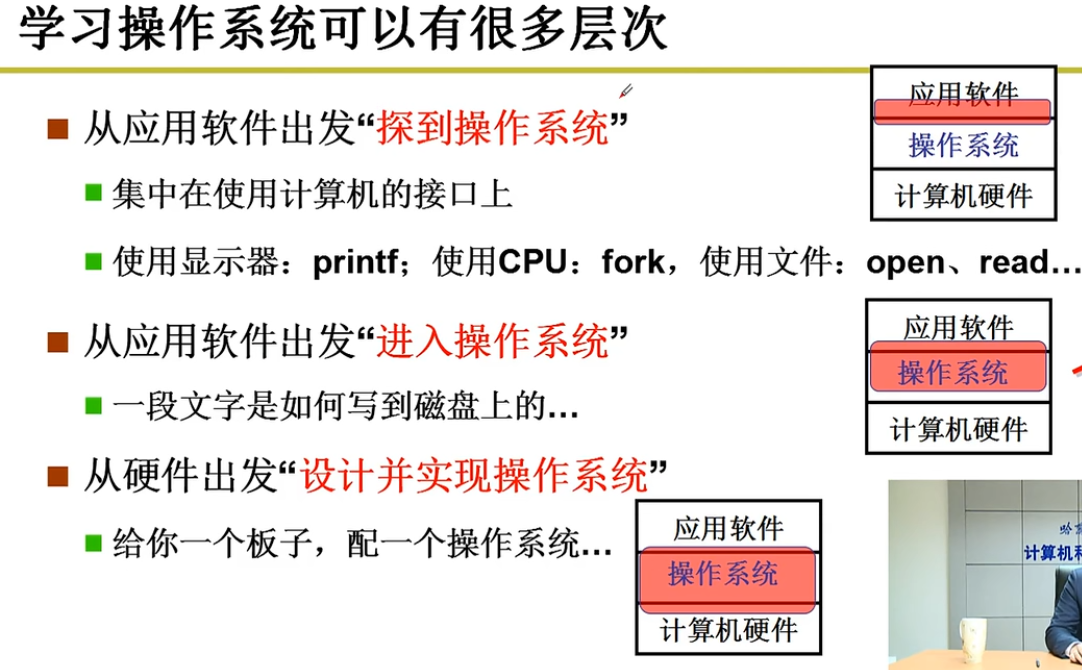 学习操作系统可以有很多层次
从应用软件出发“探到操作系统”
集中在使用计算机的接口上
使用显示器：printf；使用CPU：fork，使用文件：open、read…
应用软件
操作系统
计算机硬件
从应用软件出发“进入操作系统”
一段文字是如何写到磁盘上的…
应用软件
操作系统
计算机硬件
从硬件出发“设计并实现操作系统”
给你一个板子，配一个操作系统…
应用软件
操作系统
计算机硬件
哈
计算机